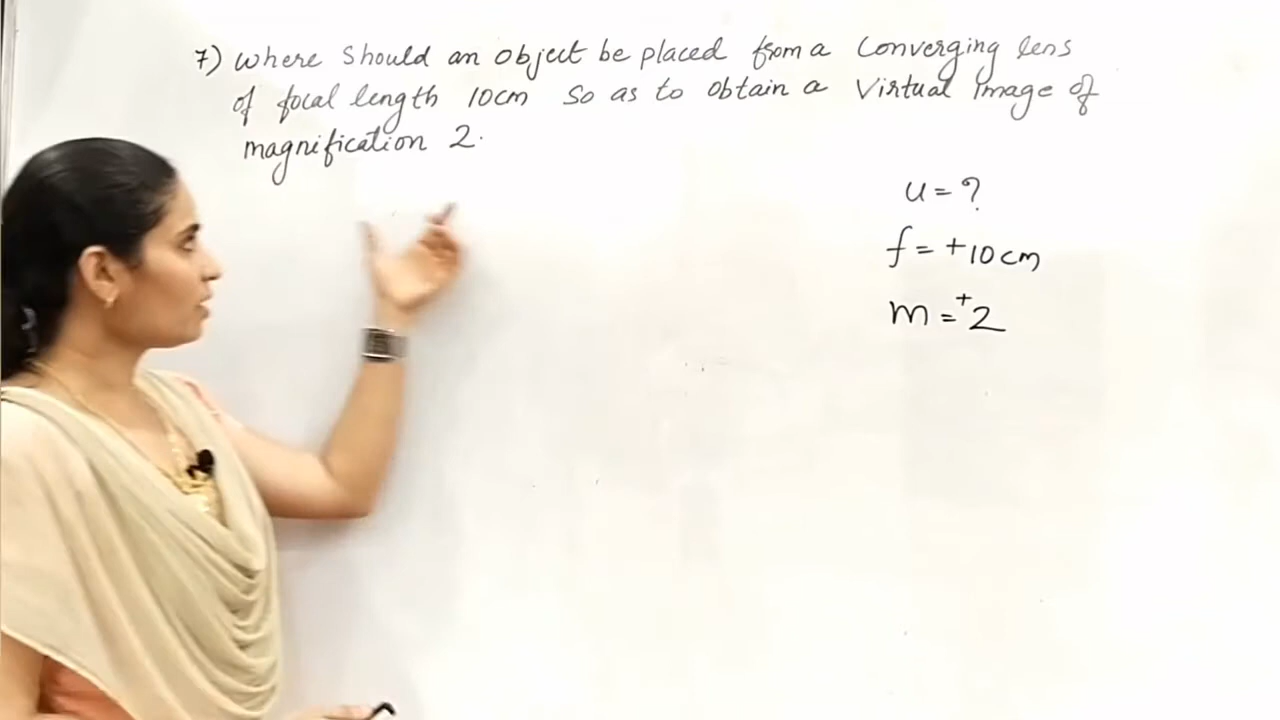 7) Where Should an object be placed from a Converging lens
of focal length 10cm So as to obtain a Virtual Image of
magnification 2.
u = ?
f = +10cm
m = +2